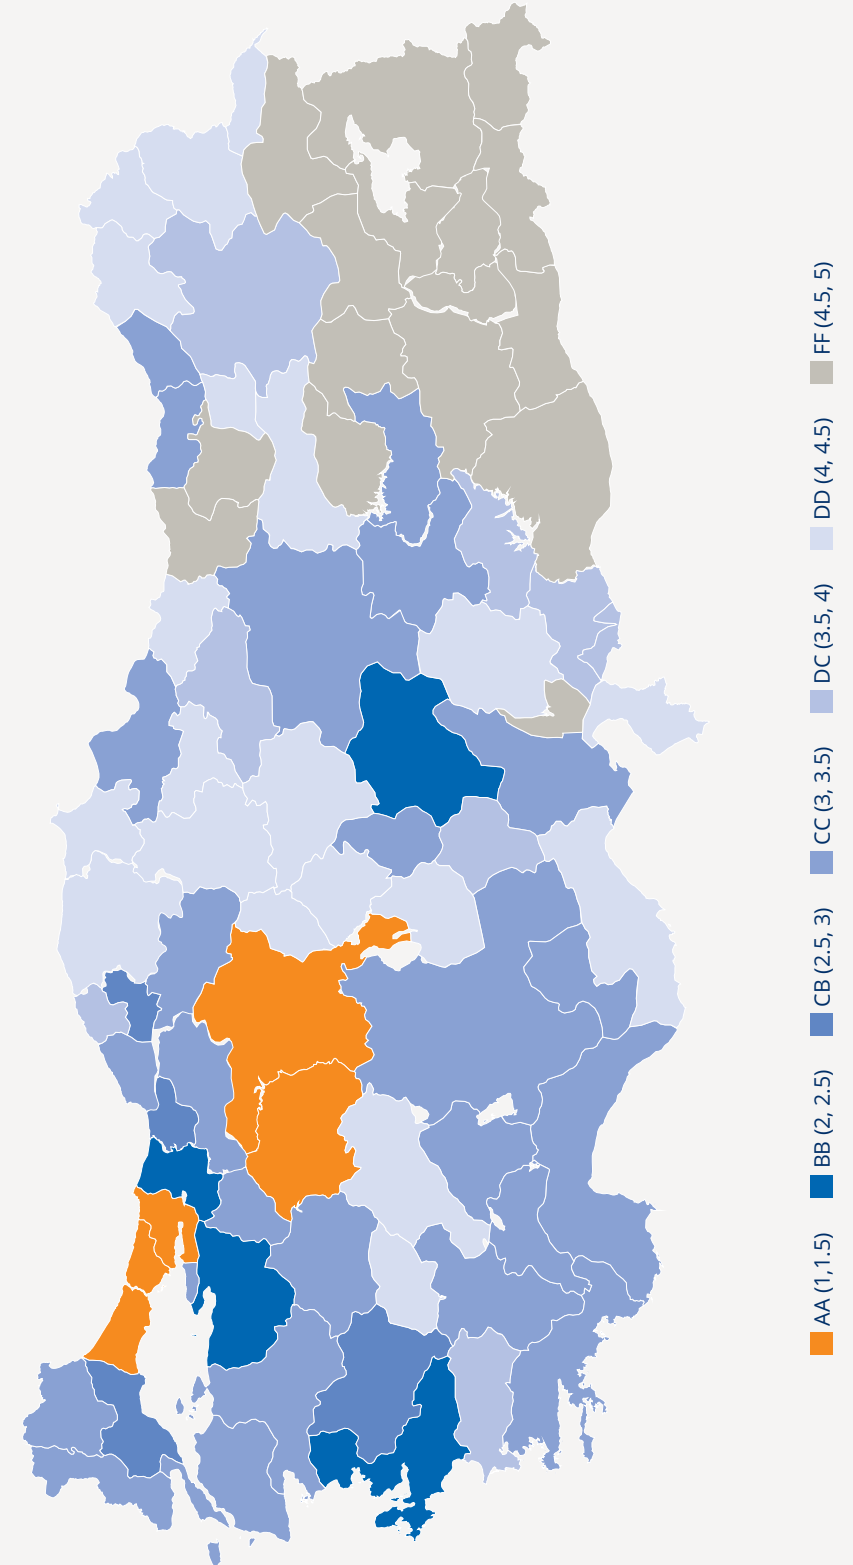 AA (1,1.5)
BB (2, 2.5)
CB (2.5, 3)
CC (3, 3.5)
DC (3.5, 4)
DD (4, 4.5)
FF (4.5, 5)